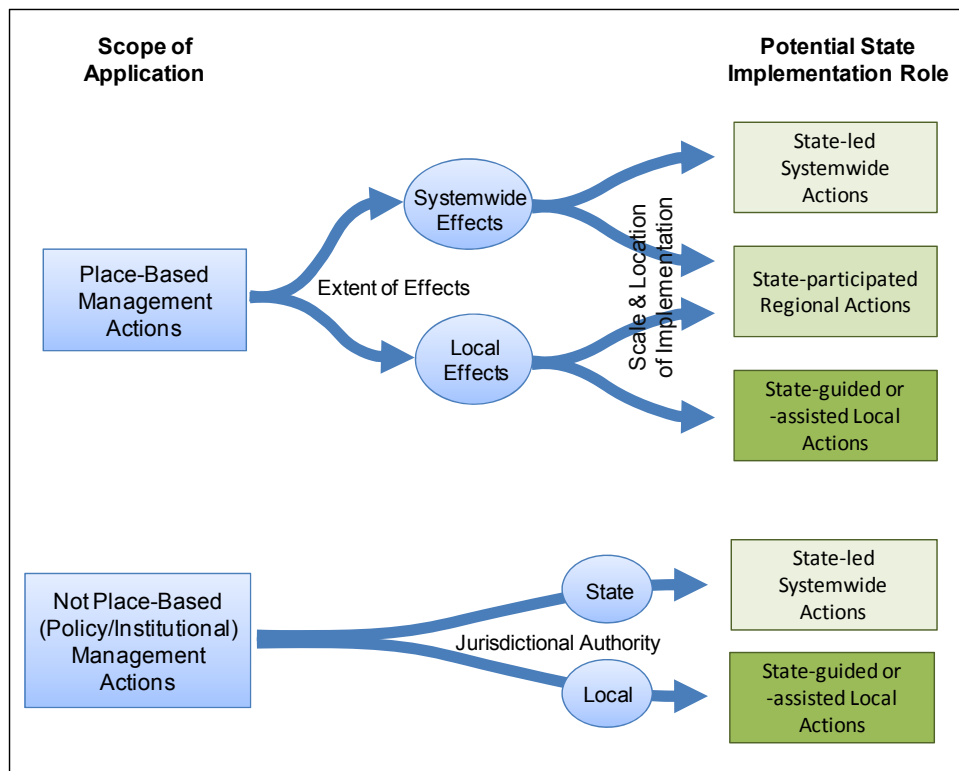 Scope of
Application
Potential State
Implementation Role
Place-Based
Management
Actions
Extent of Effects
Systemwide
Effects
Local
Effects
Scale & Location
of Implementation
State-led
Systemwide
Actions
State-participated
Regional Actions
State-guided or
-assisted Local
Actions
Not Place-Based
(Policy/Institutional)
Management
Actions
Jurisdictional Authority
State
Local
State-led
Systemwide
Actions
State-guided or
-assisted Local
Actions